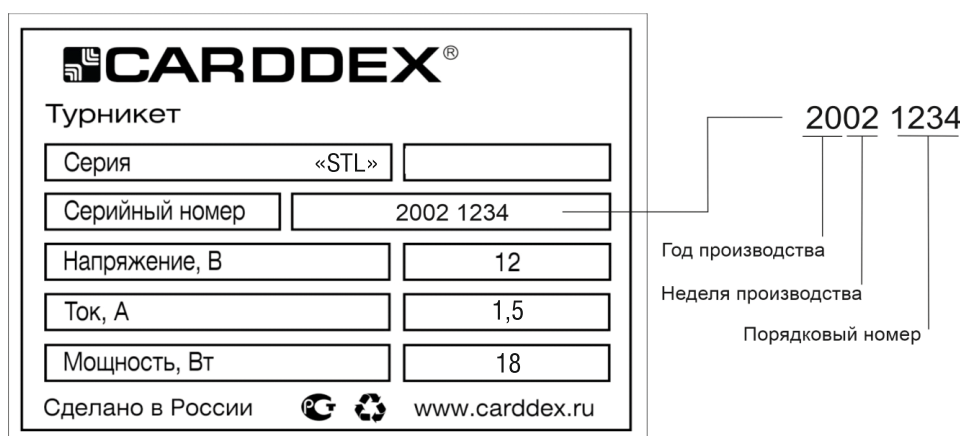 CARDDEX®
Турникет
Серия «STL»
Серийный номер 2002 1234
Напряжение, В 12
Ток, А 1,5
Мощность, Вт 18
Сделано в России РСТ www.carddex.ru
2002 1234
Год производства
Неделя производства
Порядковый номер